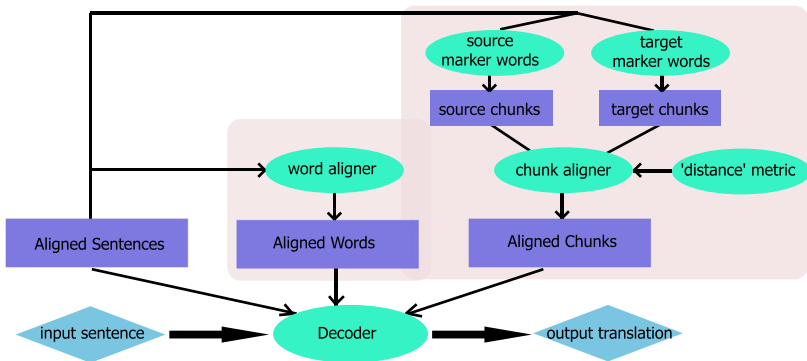 source
marker words
target
marker words
source chunks
target chunks
word aligner
chunk aligner
'distance' metric
Aligned Sentences
Aligned Words
Aligned Chunks
input sentence
Decoder
output translation